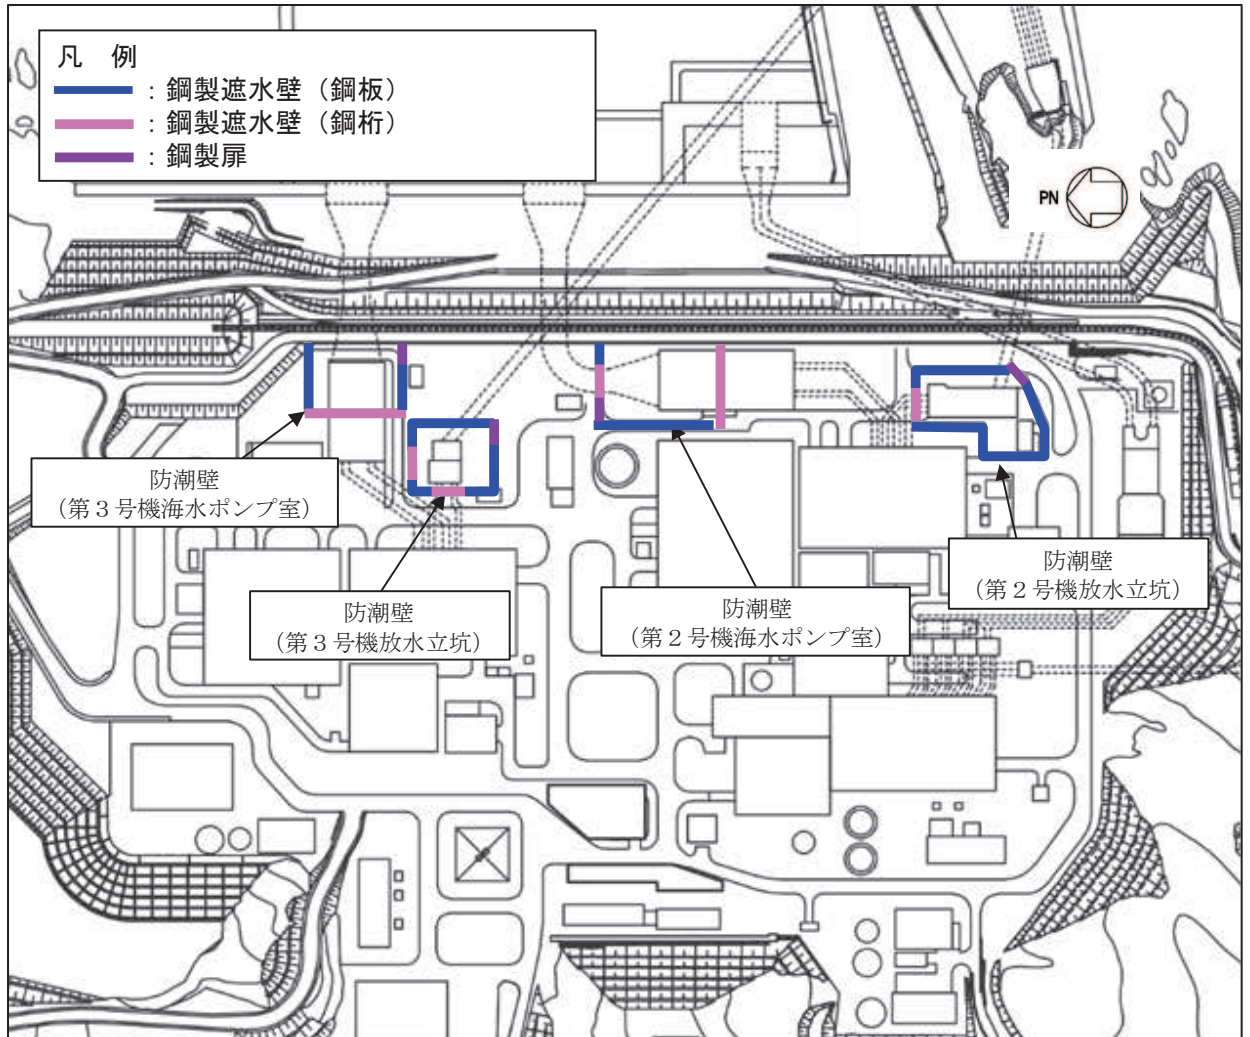 凡　例
：鋼製遮水壁（鋼板）
：鋼製遮水壁（鋼桁）
：鋼製扉
PN
防潮壁
（第３号機海水ポンプ室）
防潮壁
（第３号機放水立坑）
防潮壁
（第２号機海水ポンプ室）
防潮壁
（第２号機放水立坑）